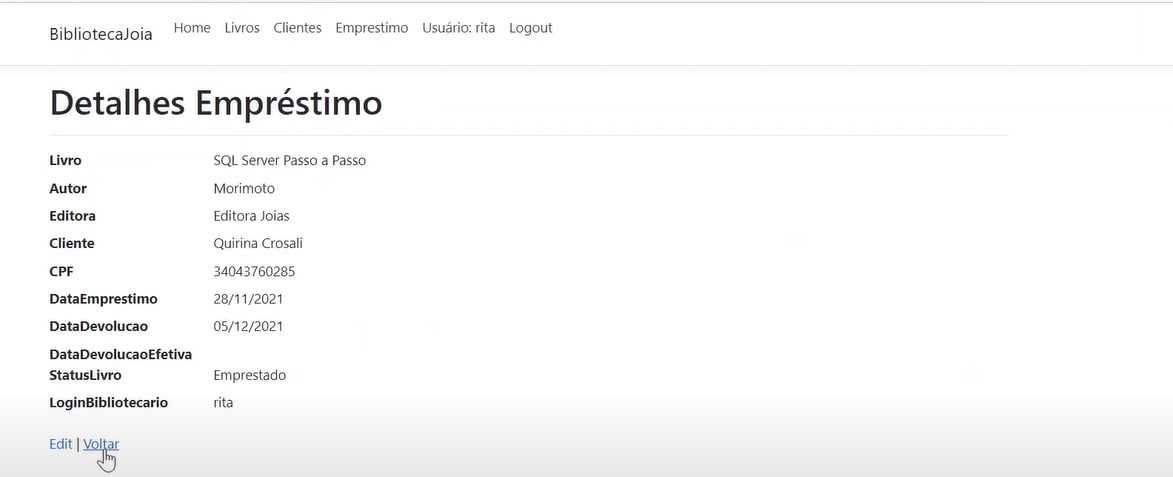 BibliotecaJoia Home Livros Clientes Emprestimo Usuário: rita Logout
Detalhes Empréstimo
Livro SQL Server Passo a Passo
Autor Morimoto
Editora Editora Joias
Cliente Quirina Crosali
CPF 34043760285
DataEmprestimo 28/11/2021
DataDevolucao 05/12/2021
DataDevolucaoEfetiva
StatusLivro Emprestado
LoginBibliotecario rita
Edit | Voltar